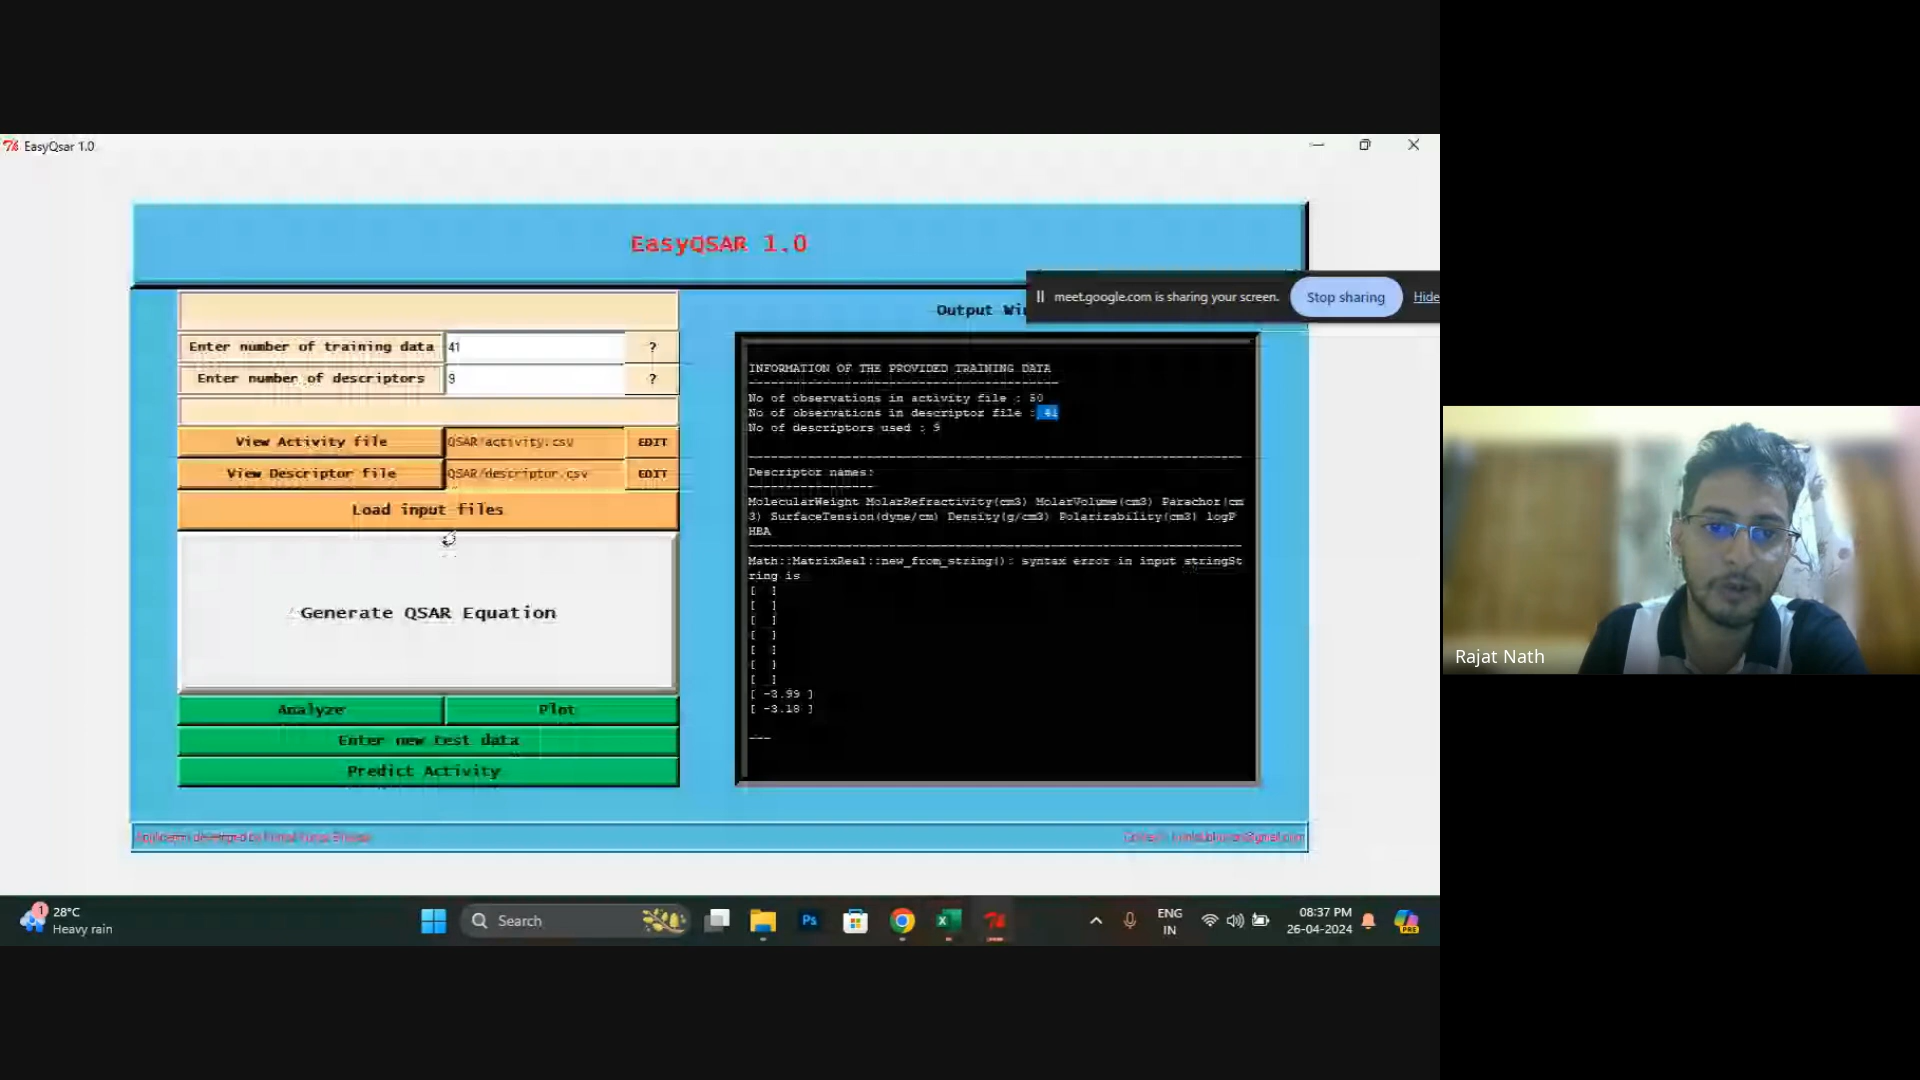 EasyQsar 1.0
EasyQSAR 1.0
meet.google.com is sharing your screen.
Stop sharing
Hide
Output Wi
Enter number of training data
41
?
Enter number of descriptors
9
?
View Activity file
QSAR/activity.csv
EDIT
View Descriptor file
QSAR/descriptor.csv
EDIT
Load input files
Generate QSAR Equation
Analyze
Plot
Enter new test data
Predict Activity
INFORMATION OF THE PROVIDED TRAINING DATA
No of observations in activity file : 50
No of observations in descriptor file : 41
No of descriptors used : 9
Descriptor names:
MolecularWeight MolarRefractivity(cm3) MolarVolume(cm3) Parachor(cm
3) SurfaceTension(dyne/cm) Density(g/cm3) Polarizability(cm3) logP
HBA
Math::MatrixReal::new_from_string(): syntax error in input stringSt
ring is
[ ]
[ ]
[ ]
[ ]
[ ]
[ ]
[ ]
[ -3.99 ]
[ -3.18 ]
Rajat Nath
1
28°C
Heavy rain
Search
Ps
ENG
IN
08:37 PM
26-04-2024
PRE